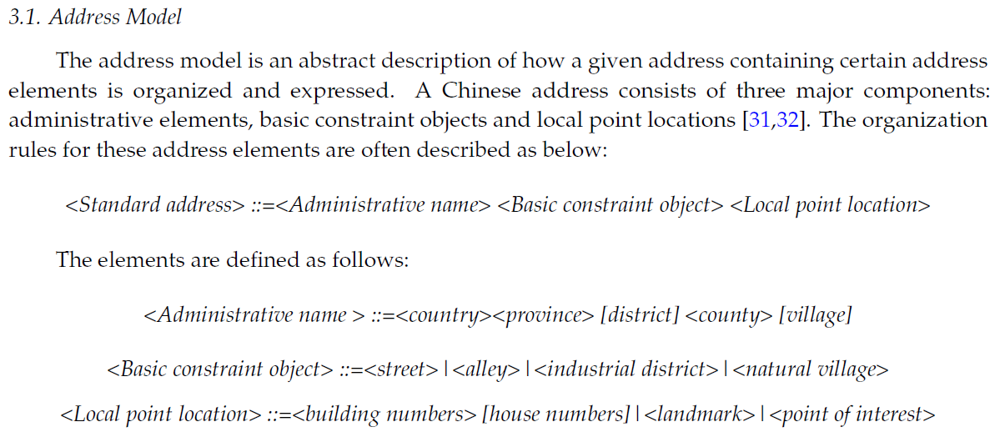 3.1. Address Model
The address model is an abstract description of how a given address containing certain address
elements is organized and expressed. A Chinese address consists of three major components:
administrative elements, basic constraint objects and local point locations [31,32]. The organization
rules for these address elements are often described as below:
<Standard address> ::=<Administrative name> <Basic constraint object> <Local point location>
The elements are defined as follows:
<Administrative name > ::=<country><province> [district] <county> [village]
<Basic constraint object> ::=<street>|<alley>|<industrial district>|<natural village>
<Local point location> ::=<building numbers> [house numbers]|<landmark>|<point of interest>